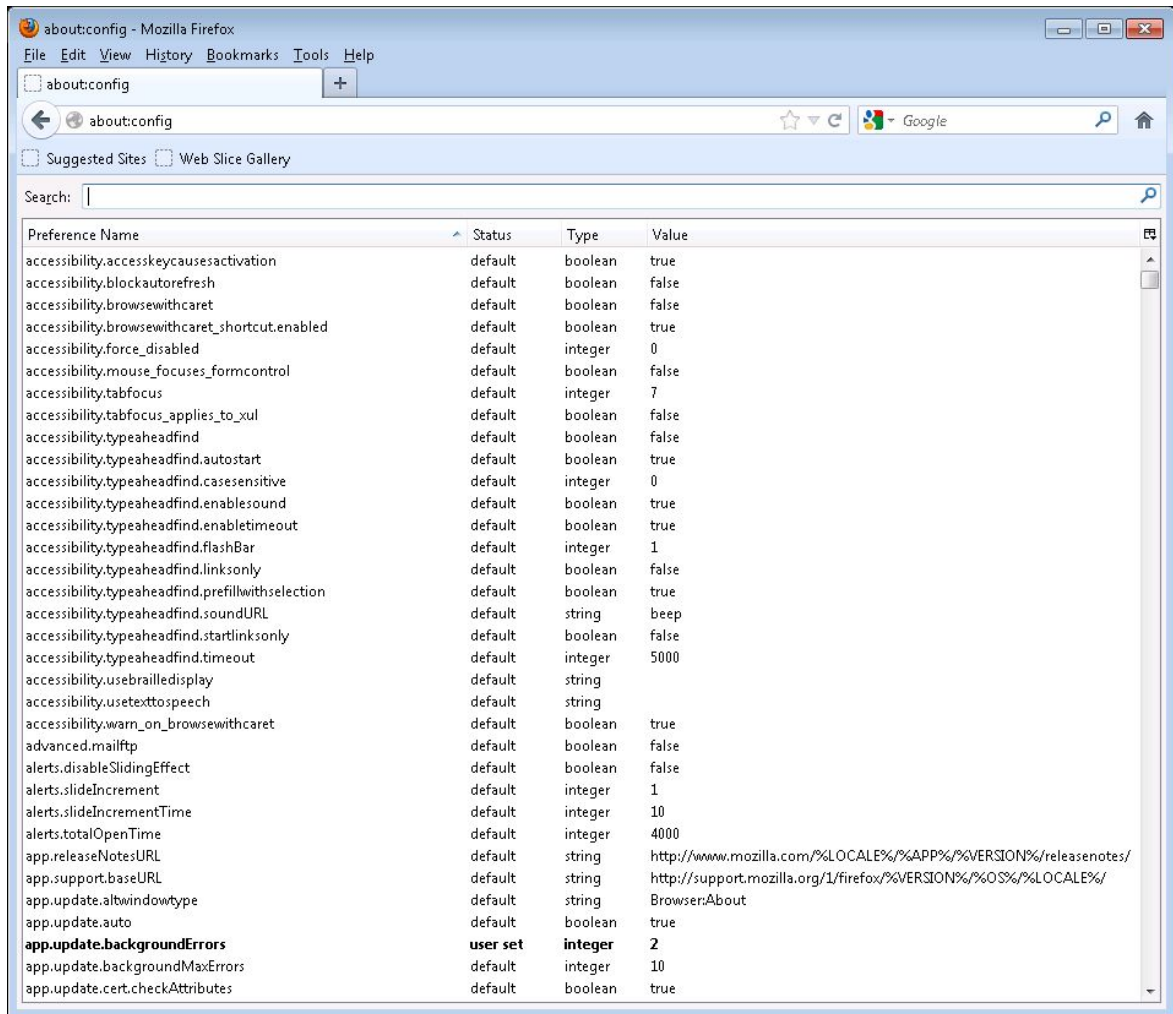 about:config - Mozilla Firefox
File Edit View History Bookmarks Tools Help
about:config +
about:config Google
Suggested Sites Web Slice Gallery
Search:
Preference Name Status Type Value
accessibility.accesskeycausesactivation default boolean true
accessibility.blockautorefresh default boolean false
accessibility.browsewithcaret default boolean false
accessibility.browsewithcaret_shortcut.enabled default boolean true
accessibility.force_disabled default integer 0
accessibility.mouse_focuses_formcontrol default boolean false
accessibility.tabfocus default integer 7
accessibility.tabfocus_applies_to_xul default boolean false
accessibility.typeaheadfind default boolean false
accessibility.typeaheadfind.autostart default boolean true
accessibility.typeaheadfind.casesensitive default integer 0
accessibility.typeaheadfind.enablesound default boolean true
accessibility.typeaheadfind.enabletimeout default boolean true
accessibility.typeaheadfind.flashBar default integer 1
accessibility.typeaheadfind.linksonly default boolean false
accessibility.typeaheadfind.prefillwithselection default boolean true
accessibility.typeaheadfind.soundURL default string beep
accessibility.typeaheadfind.startlinksonly default boolean false
accessibility.typeaheadfind.timeout default integer 5000
accessibility.usebrailledisplay default string
accessibility.usetexttospeech default string
accessibility.warn_on_browsewithcaret default boolean true
advanced.mailftp default boolean false
alerts.disableSlidingEffect default boolean false
alerts.slideIncrement default integer 1
alerts.slideIncrementTime default integer 10
alerts.totalOpenTime default integer 4000
app.releaseNotesURL default string http://www.mozilla.com/%LOCALE%/%APP%/%VERSION%/releasenotes/
app.support.baseURL default string http://support.mozilla.org/1/firefox/%VERSION%/%OS%/%LOCALE%/
app.update.altwindowtype default string Browser:About
app.update.auto default boolean true
app.update.backgroundErrors user set integer 2
app.update.backgroundMaxErrors default integer 10
app.update.cert.checkAttributes default boolean true